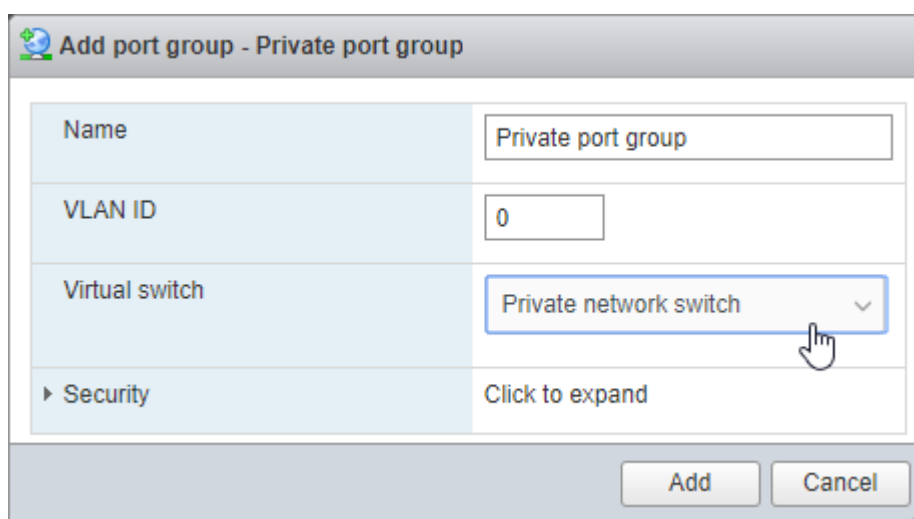 Add port group - Private port group
Name Private port group
VLAN ID 0
Virtual switch Private network switch
Security Click to expand
Add Cancel